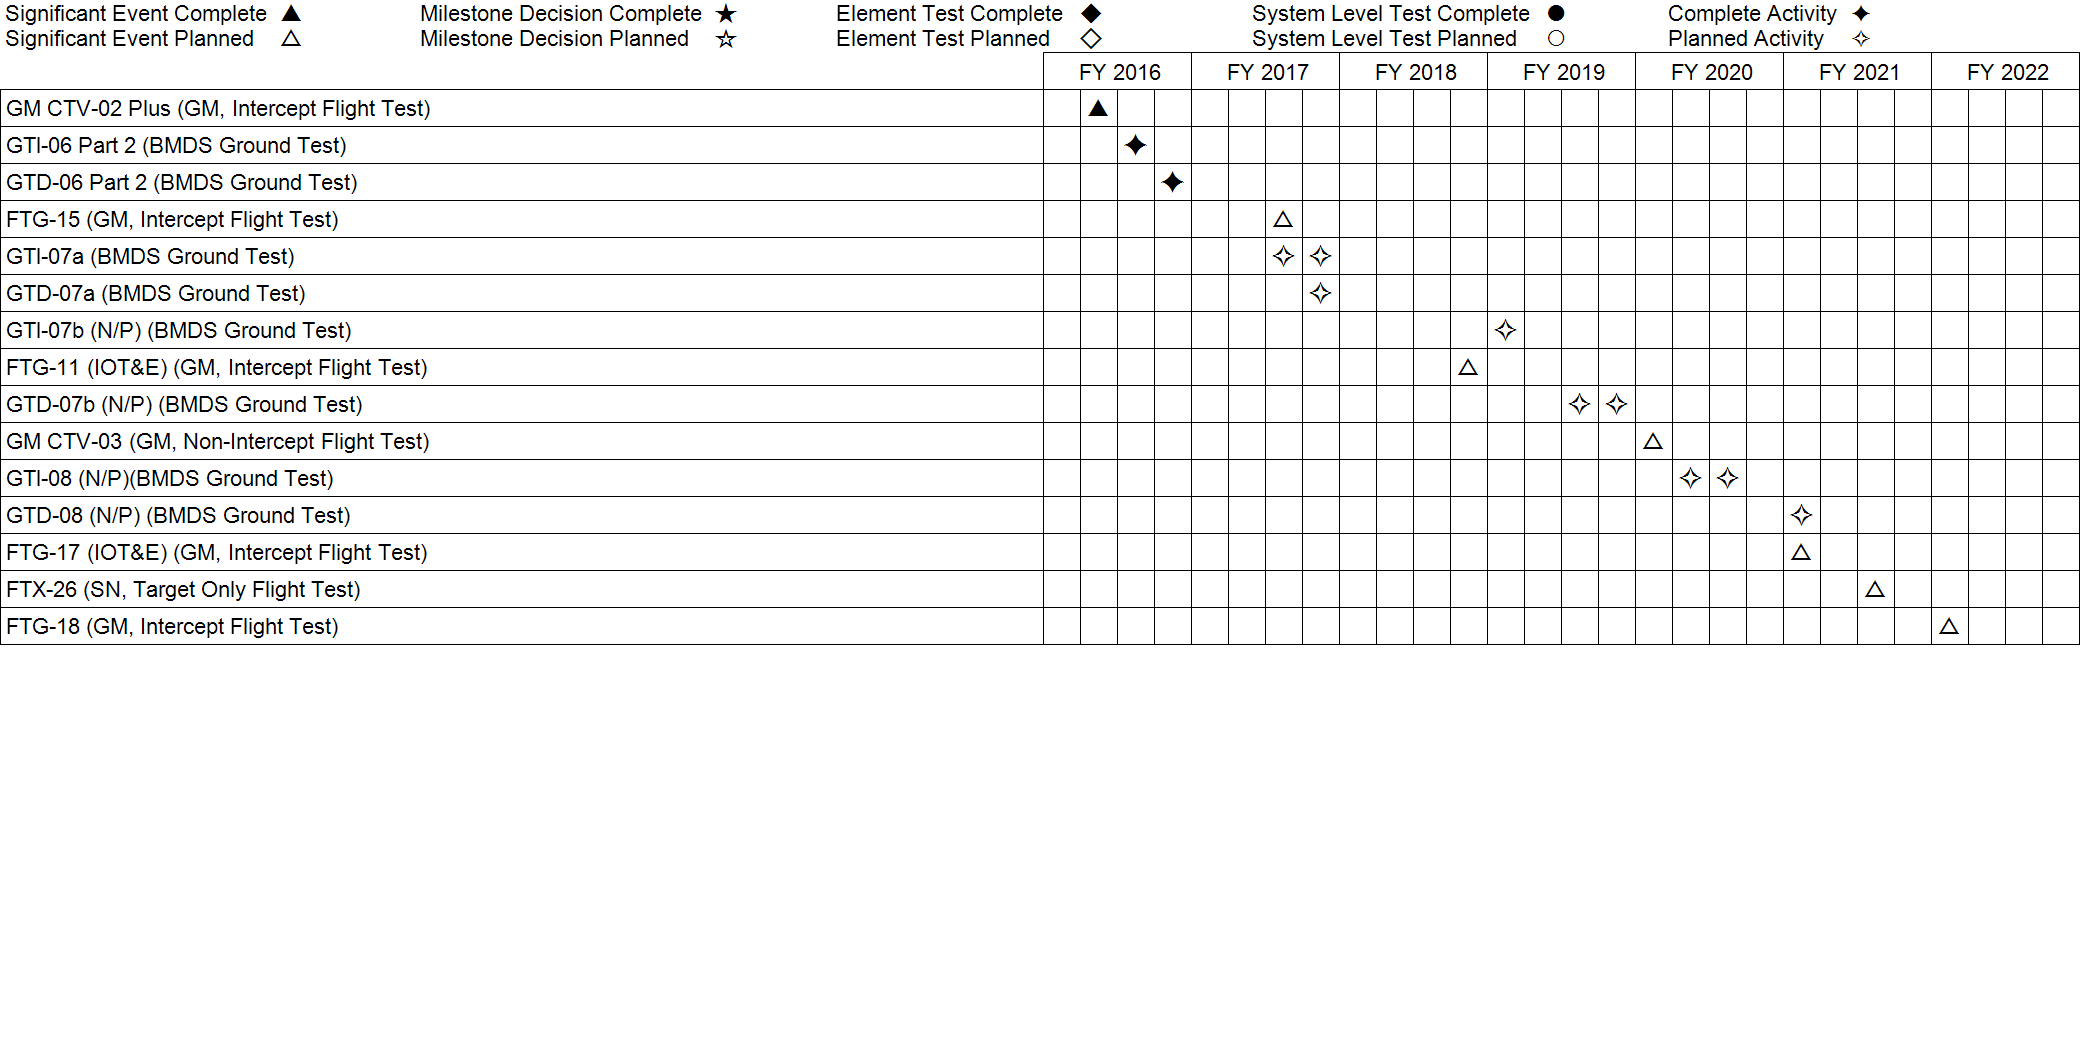 Significant Event Complete ▲ Milestone Decision Complete ★ Element Test Complete ◆ System Level Test Complete ● Complete Activity ✦
Significant Event Planned △ Milestone Decision Planned ☆ Element Test Planned ◇ System Level Test Planned ○ Planned Activity ✧
FY 2016 FY 2017 FY 2018 FY 2019 FY 2020 FY 2021 FY 2022
GM CTV-02 Plus (GM, Intercept Flight Test) ▲
GTI-06 Part 2 (BMDS Ground Test) ✦
GTD-06 Part 2 (BMDS Ground Test) ✦
FTG-15 (GM, Intercept Flight Test) △
GTI-07a (BMDS Ground Test) ✧ ✧
GTD-07a (BMDS Ground Test) ✧
GTI-07b (N/P) (BMDS Ground Test) ✧
FTG-11 (IOT&E) (GM, Intercept Flight Test) △
GTD-07b (N/P) (BMDS Ground Test) ✧ ✧
GM CTV-03 (GM, Non-Intercept Flight Test) △
GTI-08 (N/P)(BMDS Ground Test) ✧ ✧
GTD-08 (N/P) (BMDS Ground Test) ✧
FTG-17 (IOT&E) (GM, Intercept Flight Test) △
FTX-26 (SN, Target Only Flight Test) △
FTG-18 (GM, Intercept Flight Test) △